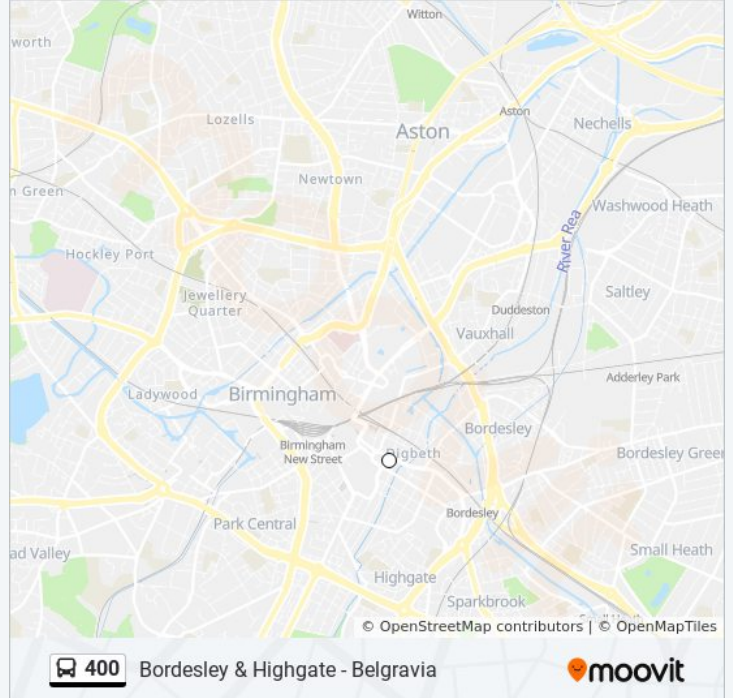 Witton
worth
Lozells
Aston
Aston
Nechells
Newtown
n Green
Washwood Heath
River Rea
Hockley Port
Jewellery
Quarter
Saltley
Duddeston
Vauxhall
Adderley Park
Ladywood
Birmingham
Bordesley
Birmingham
New Street
Digbeth
Bordesley Green
Bordesley
Park Central
ad Valley
Small Heath
Highgate
Sparkbrook
© OpenStreetMap contributors | © OpenMapTiles
400 Bordesley & Highgate - Belgravia
moovit